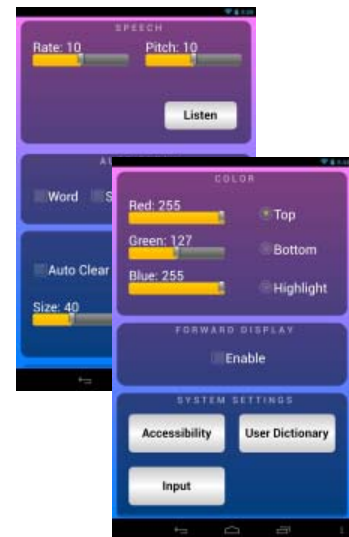 SPEECH
Rate: 10 Pitch: 10
Listen
Word
Auto Clear
Size: 40
COLOR
Red: 255
Top
Green: 127
Bottom
Blue: 255
Highlight
FORWARD DISPLAY
Enable
SYSTEM SETTINGS
Accessibility User Dictionary
Input